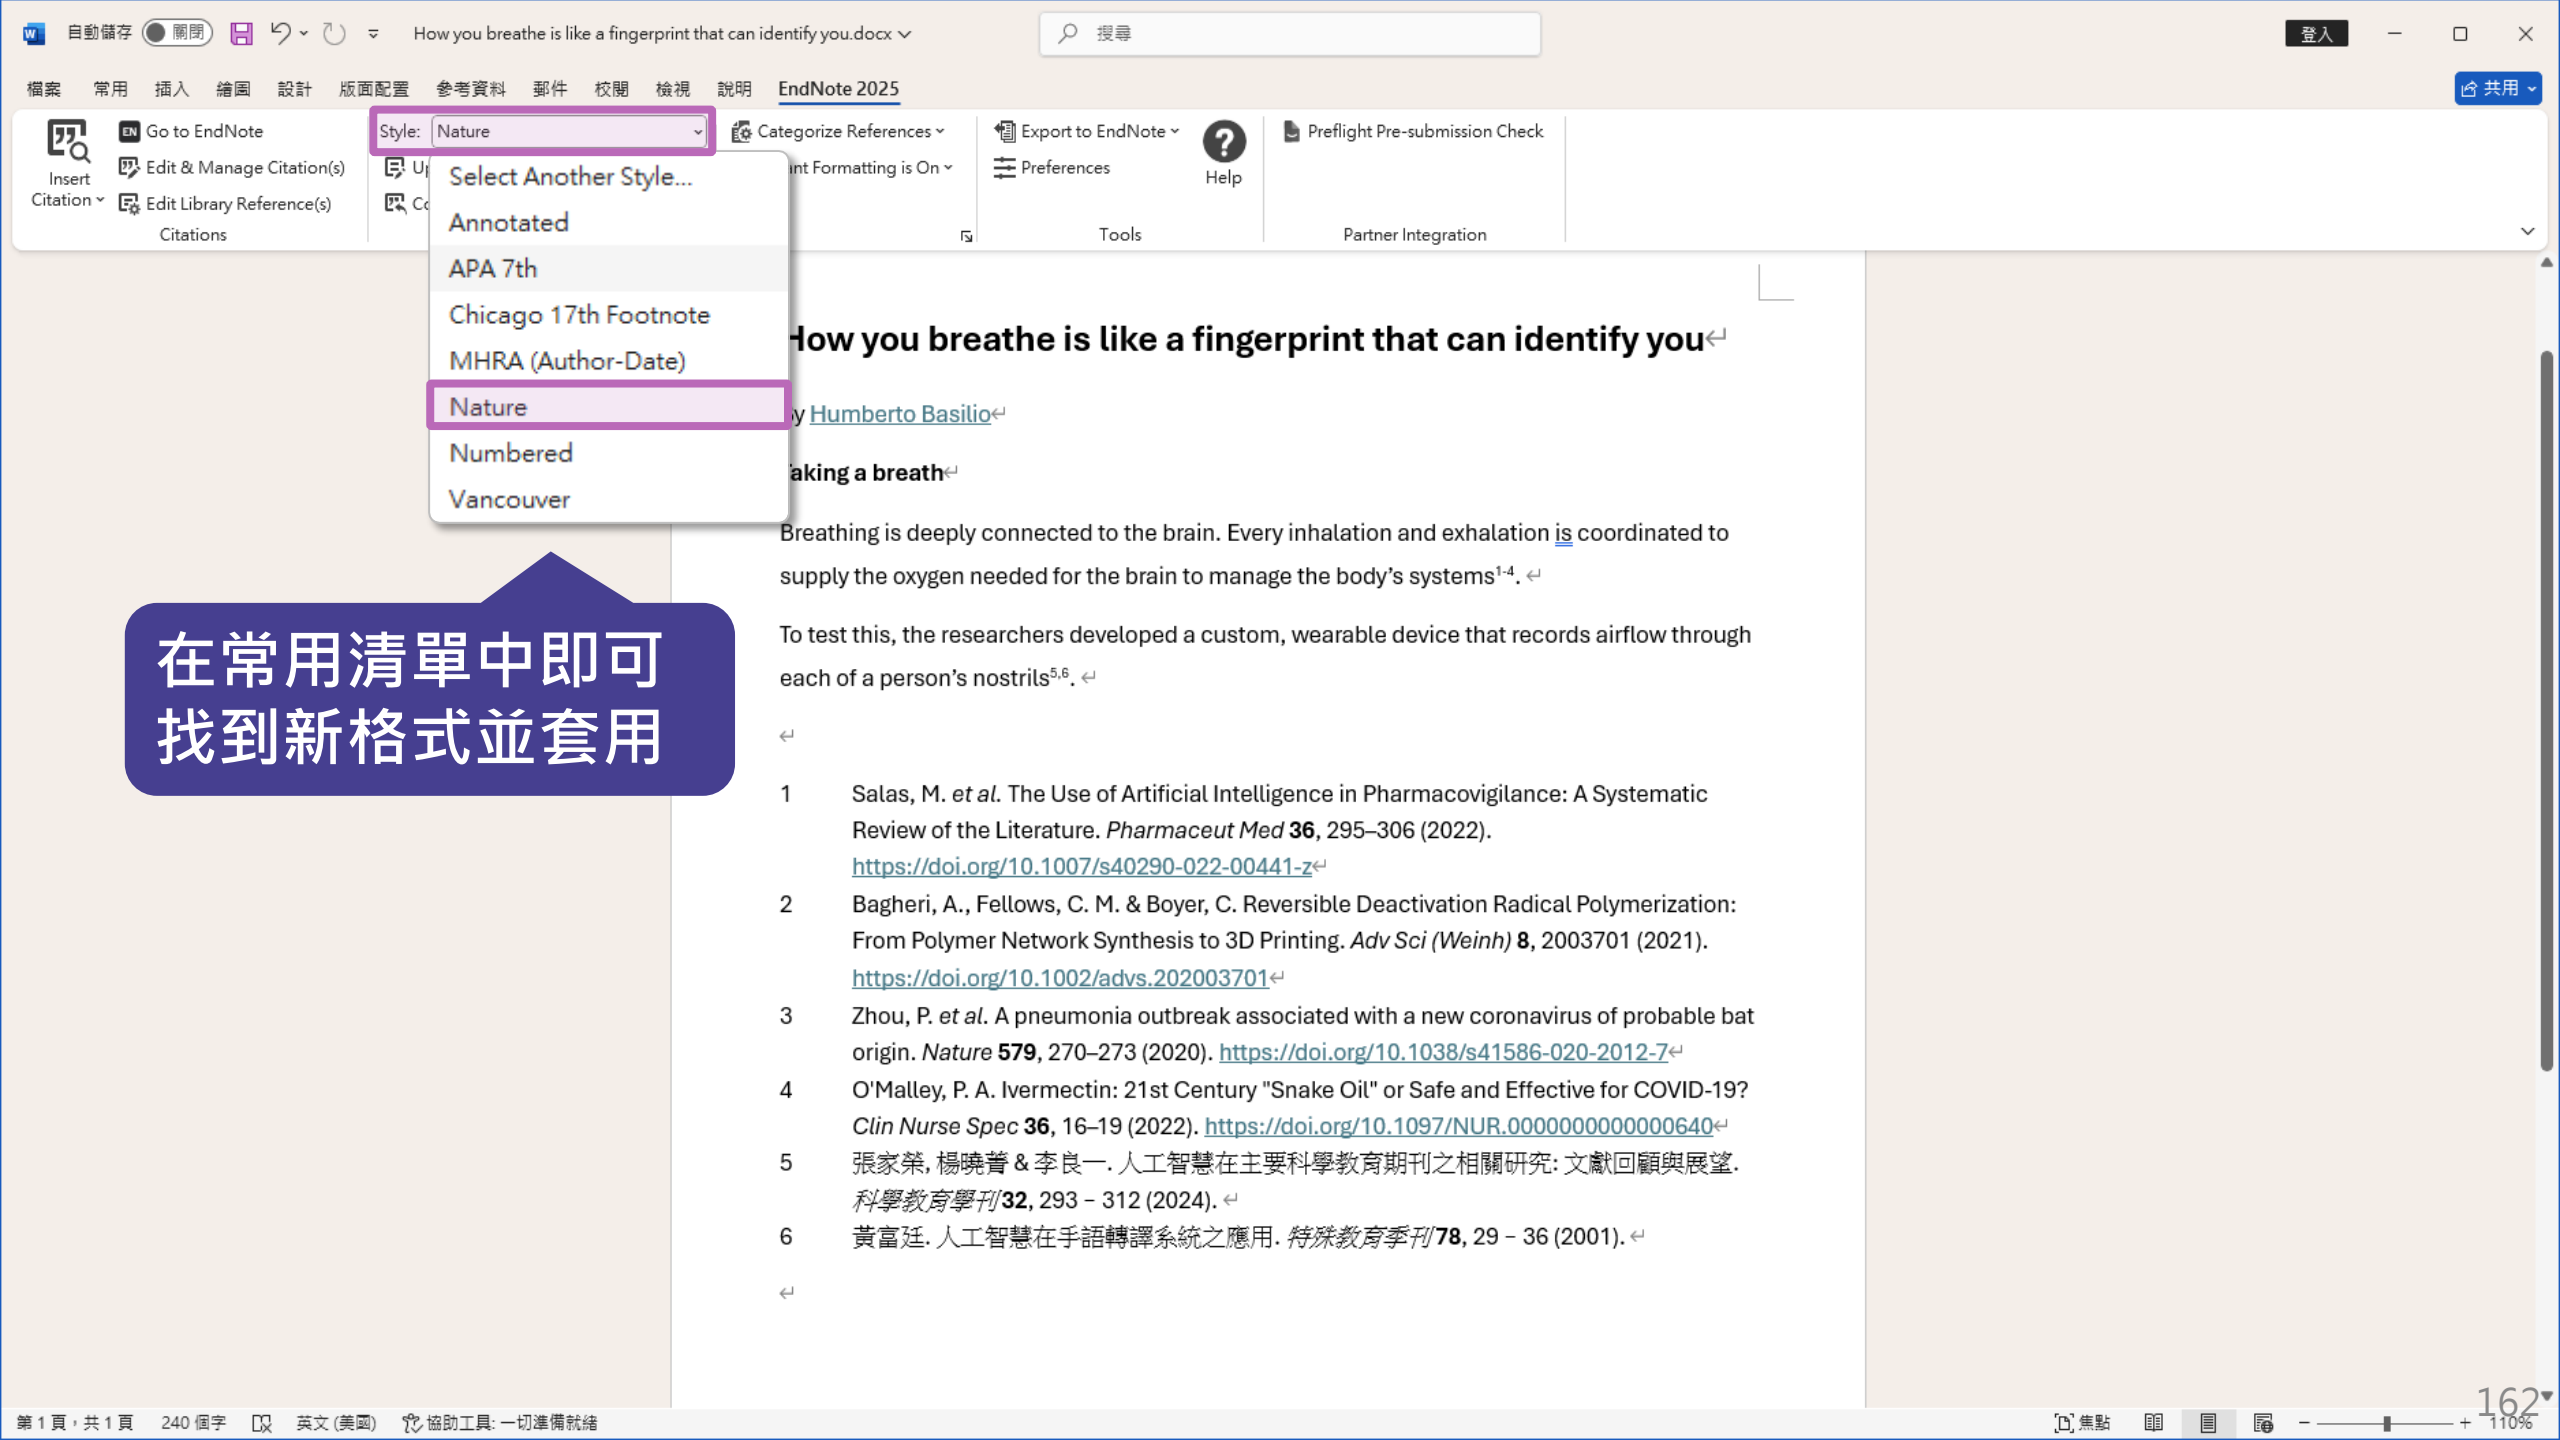 自動儲存 關閉 How you breathe is like a fingerprint that can identify you.docx 搜尋 登入
檔案 常用 插入 繪圖 設計 版面配置 參考資料 郵件 校閱 檢視 說明 EndNote 2025 共用
Insert Citation
Go to EndNote
Edit & Manage Citation(s)
Edit Library Reference(s)
Citations
Style: Nature
Categorize References
Formatting is On
Export to EndNote
Preferences
Help
Tools
Preflight Pre-submission Check
Partner Integration
Select Another Style...
Annotated
APA 7th
Chicago 17th Footnote
MHRA (Author-Date)
Nature
Numbered
Vancouver
在常用清單中即可
找到新格式並套用
How you breathe is like a fingerprint that can identify you
by Humberto Basilio
Taking a breath
Breathing is deeply connected to the brain. Every inhalation and exhalation is coordinated to
supply the oxygen needed for the brain to manage the body's systems1-4.
To test this, the researchers developed a custom, wearable device that records airflow through
each of a person's nostrils5,6.
1 Salas, M. et al. The Use of Artificial Intelligence in Pharmacovigilance: A Systematic
Review of the Literature. Pharmaceut Med 36, 295–306 (2022).
https://doi.org/10.1007/s40290-022-00441-z
2 Bagheri, A., Fellows, C. M. & Boyer, C. Reversible Deactivation Radical Polymerization:
From Polymer Network Synthesis to 3D Printing. Adv Sci (Weinh) 8, 2003701 (2021).
https://doi.org/10.1002/advs.202003701
3 Zhou, P. et al. A pneumonia outbreak associated with a new coronavirus of probable bat
origin. Nature 579, 270–273 (2020). https://doi.org/10.1038/s41586-020-2012-7
4 O'Malley, P. A. Ivermectin: 21st Century "Snake Oil" or Safe and Effective for COVID-19?
Clin Nurse Spec 36, 16–19 (2022). https://doi.org/10.1097/NUR.0000000000000640
5 張家榮, 楊曉菁 & 李良一. 人工智慧在主要科學教育期刊之相關研究: 文獻回顧與展望.
科學教育學刊 32, 293－312 (2024).
6 黃富廷. 人工智慧在手語轉譯系統之應用. 特殊教育季刊 78, 29－36 (2001).
162
第 1 頁，共 1 頁 240 個字 英文 (美國) 協助工具: 一切準備就緒 焦點 110%